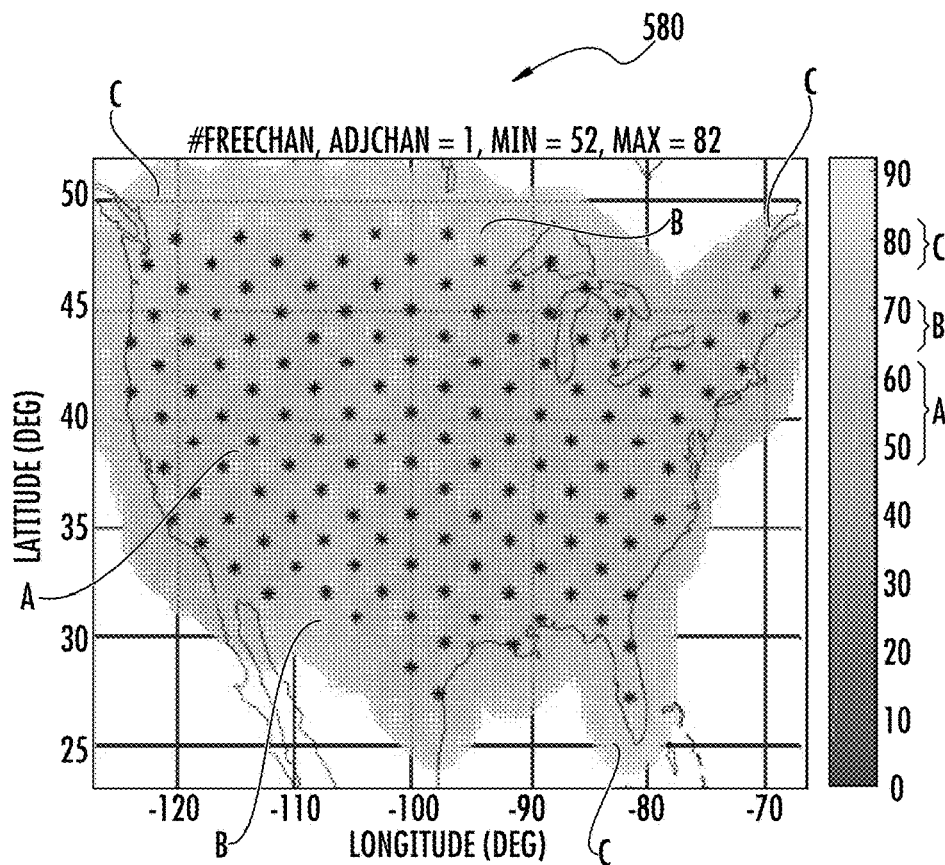 580
C
C
#FREECHAN, ADJCHAN = 1, MIN = 52, MAX = 82
50
45
40
35
30
25
LATITUDE (DEG)
B
A
90
80
70
60
50
40
30
20
10
0
C
B
A
-120
-110
-100
-90
-80
-70
B
LONGITUDE (DEG)
C